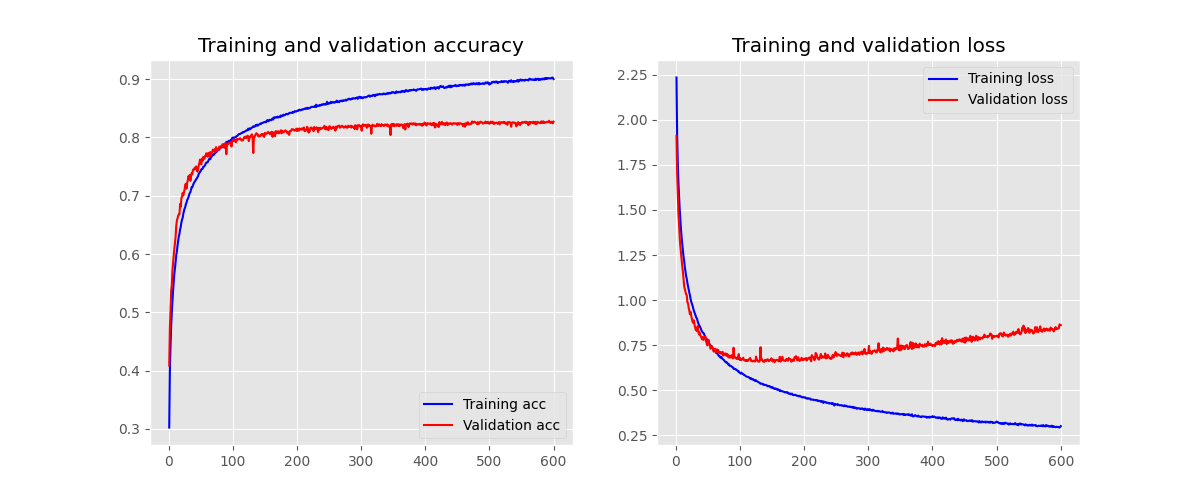 Training and validation accuracy
0.9
0.8
0.7
0.6
0.5
0.4
0.3
0 100 200 300 400 500 600
Training acc
Validation acc
Training and validation loss
2.25
2.00
1.75
1.50
1.25
1.00
0.75
0.50
0.25
0 100 200 300 400 500 600
Training loss
Validation loss